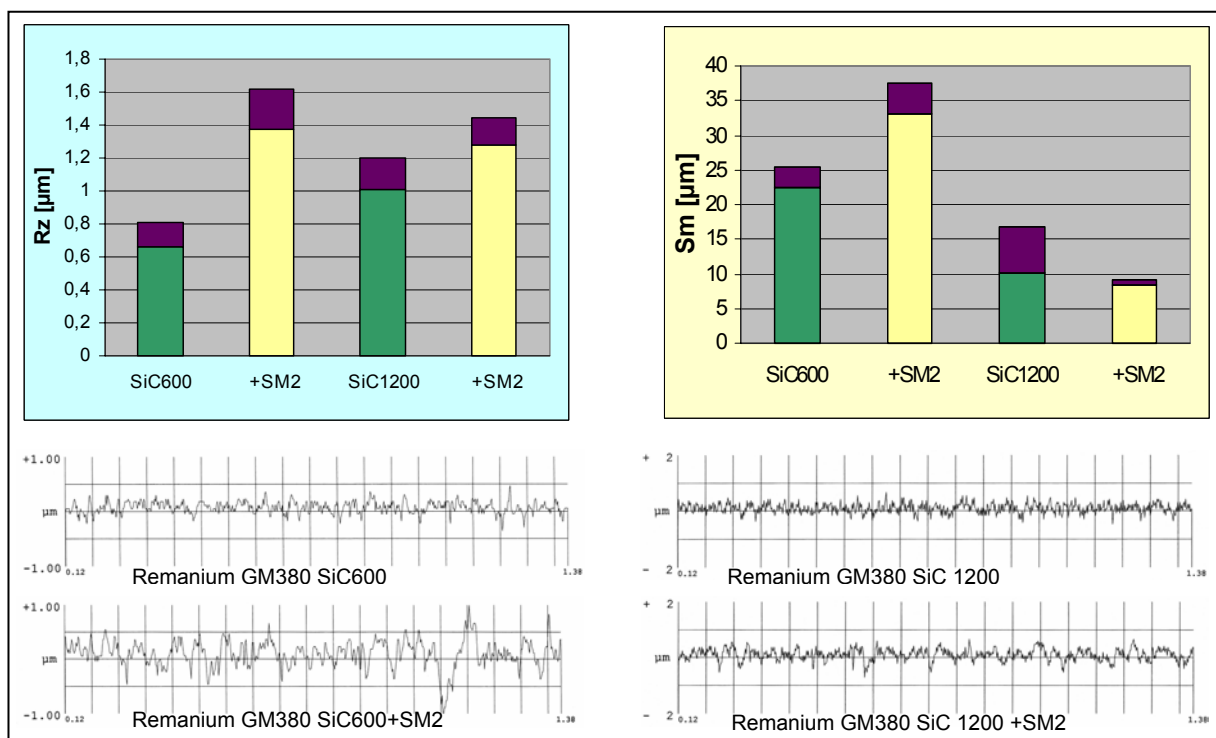 1,8
1,6
1,4
1,2
1
0,8
0,6
0,4
0,2
0
Rz [µm]
SiC600 +SM2 SiC1200 +SM2
40
35
30
25
20
15
10
5
0
Sm [µm]
SiC600 +SM2 SiC1200 +SM2
+1.00
µm
-1.00
0.12 1.38
Remanium GM380 SiC600
+ 2
µm
- 2
0.12 1.38
Remanium GM380 SiC 1200
+1.00
µm
-1.00
0.12 1.38
Remanium GM380 SiC600+SM2
+ 2
µm
- 2
0.12 1.38
Remanium GM380 SiC 1200 +SM2